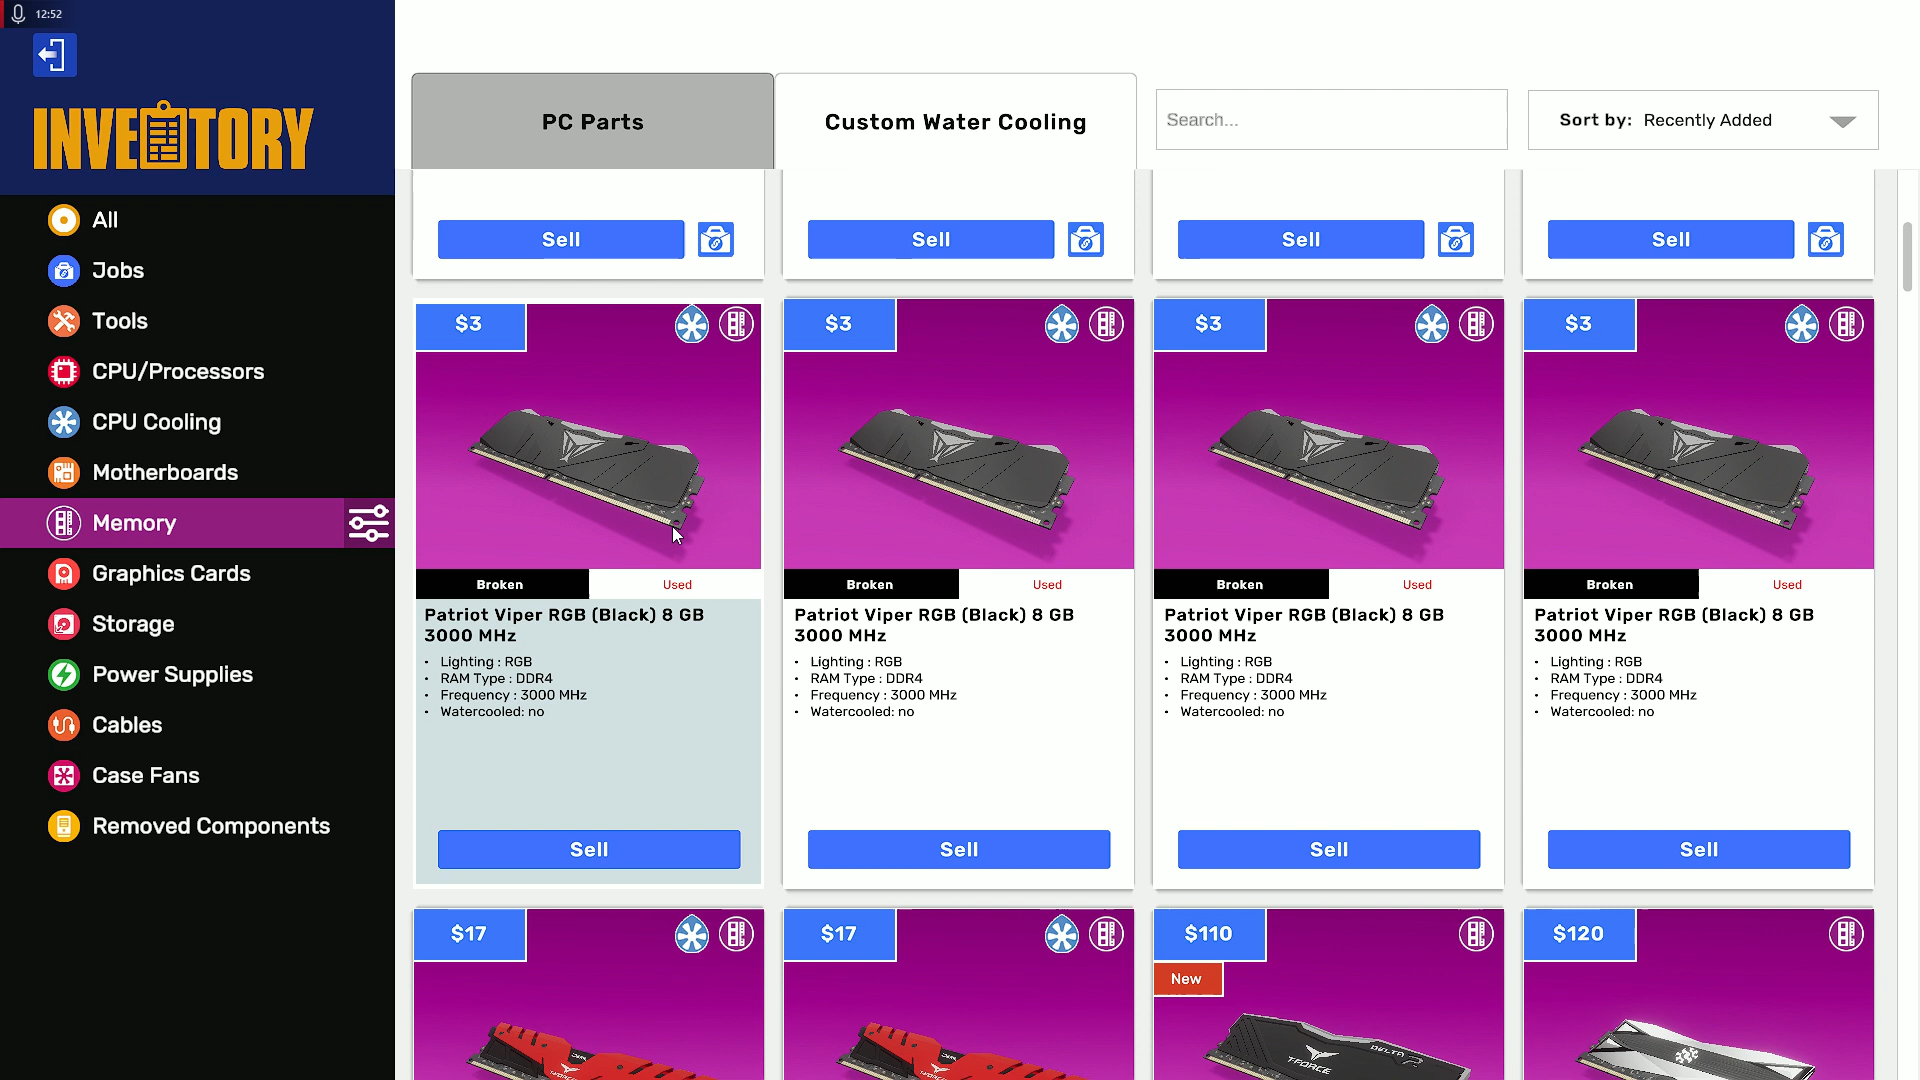 12:52
INVENTORY
PC Parts
Custom Water Cooling
Search...
Sort by: Recently Added
All
Jobs
Tools
CPU/Processors
CPU Cooling
Motherboards
Memory
Graphics Cards
Storage
Power Supplies
Cables
Case Fans
Removed Components
Sell
Sell
Sell
Sell
$3
Broken
Used
Patriot Viper RGB (Black) 8 GB
3000 MHz
• Lighting : RGB
• RAM Type : DDR4
• Frequency : 3000 MHz
• Watercooled: no
Sell
$3
Broken
Used
Patriot Viper RGB (Black) 8 GB
3000 MHz
• Lighting : RGB
• RAM Type : DDR4
• Frequency : 3000 MHz
• Watercooled: no
Sell
$3
Broken
Used
Patriot Viper RGB (Black) 8 GB
3000 MHz
• Lighting : RGB
• RAM Type : DDR4
• Frequency : 3000 MHz
• Watercooled: no
Sell
$3
Broken
Used
Patriot Viper RGB (Black) 8 GB
3000 MHz
• Lighting : RGB
• RAM Type : DDR4
• Frequency : 3000 MHz
• Watercooled: no
Sell
$17
$17
$110
New
T-FORCE
DELTA
$120